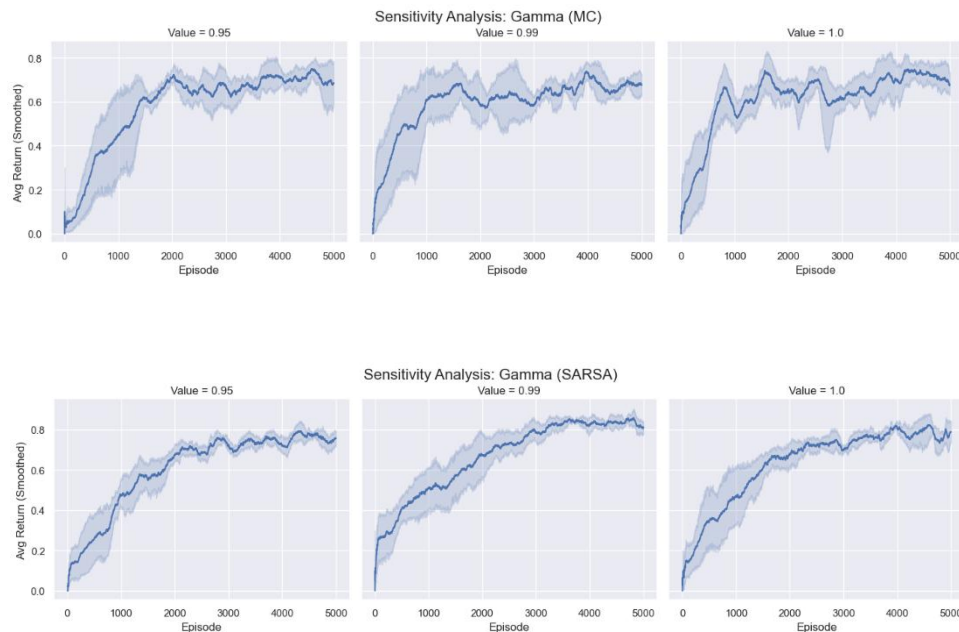 Sensitivity Analysis: Gamma (MC)
Value = 0.95
Value = 0.99
Value = 1.0
Avg Return (Smoothed)
0.8
0.6
0.4
0.2
0.0
0 1000 2000 3000 4000 5000
0 1000 2000 3000 4000 5000
0 1000 2000 3000 4000 5000
Episode
Episode
Episode
Sensitivity Analysis: Gamma (SARSA)
Value = 0.95
Value = 0.99
Value = 1.0
Avg Return (Smoothed)
0.8
0.6
0.4
0.2
0.0
0 1000 2000 3000 4000 5000
0 1000 2000 3000 4000 5000
0 1000 2000 3000 4000 5000
Episode
Episode
Episode